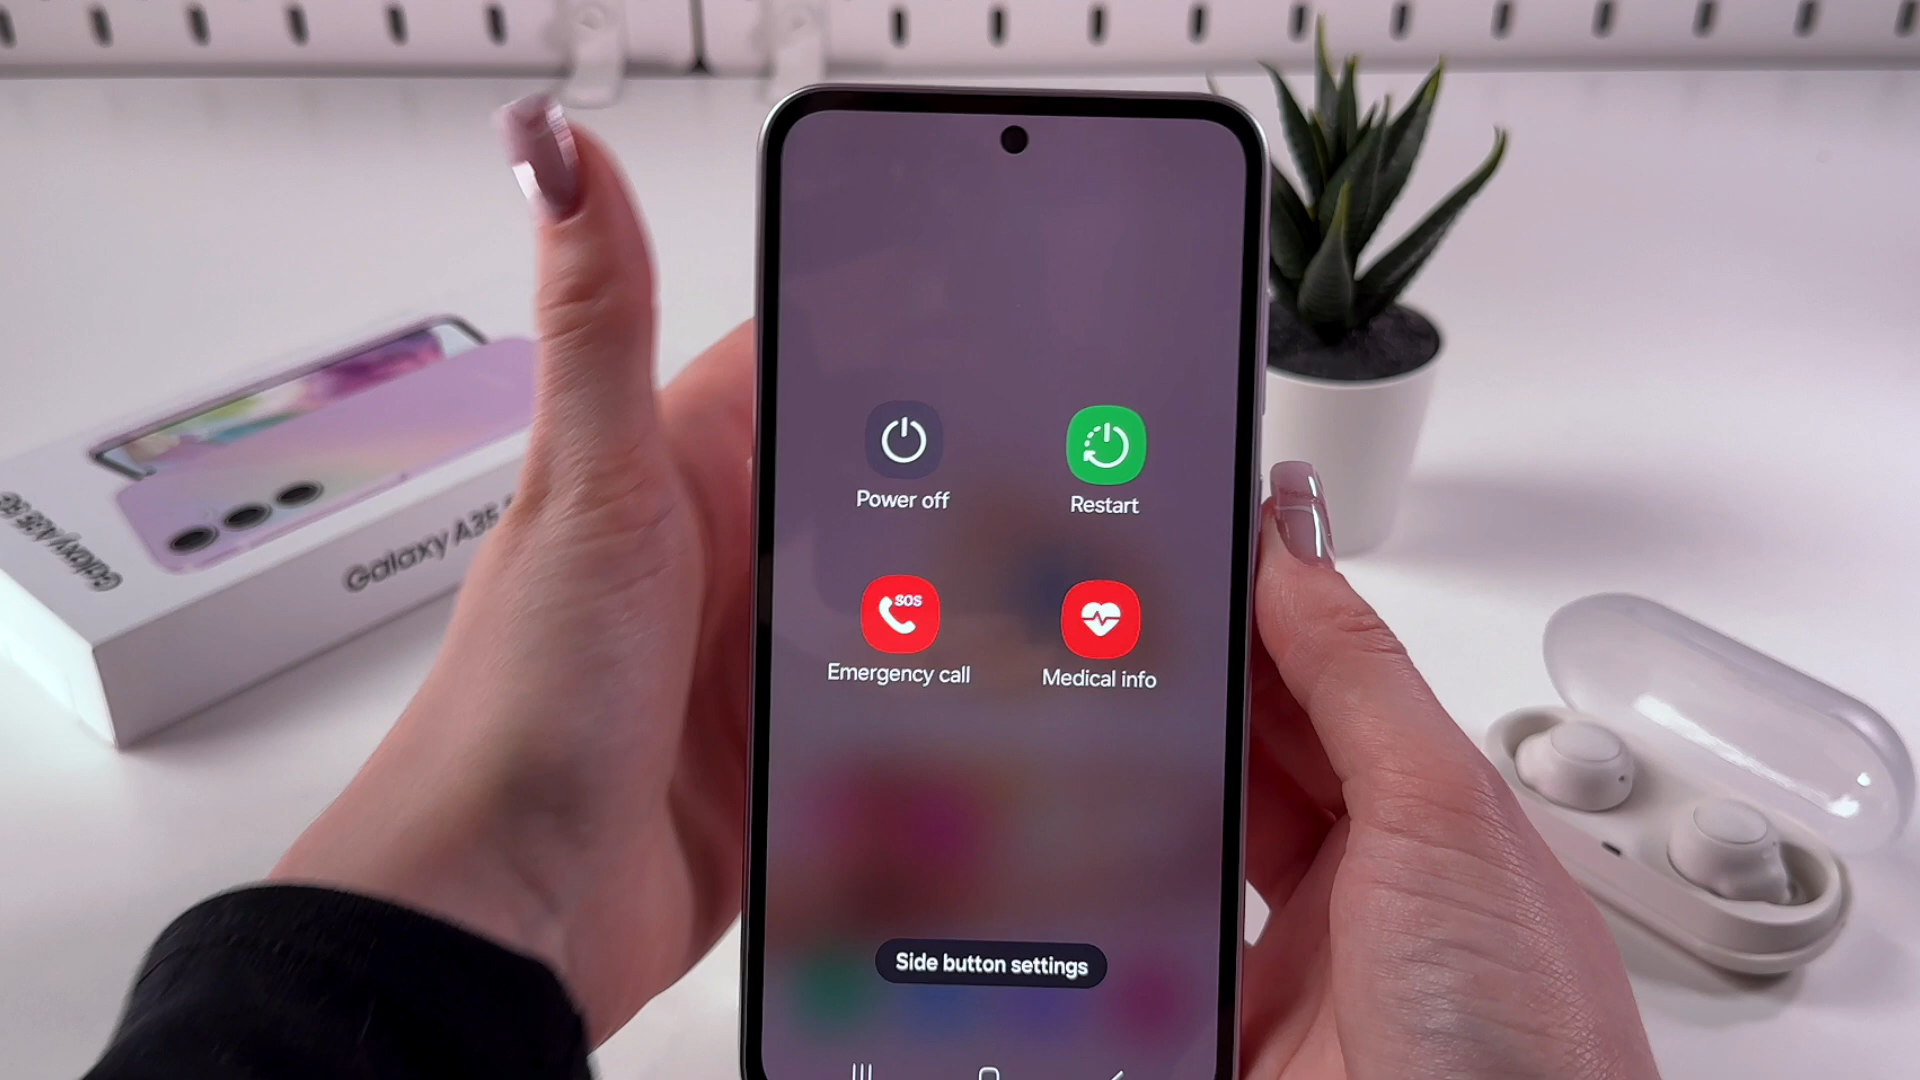 Power off
Restart
SOS
Emergency call
Medical info
Side button settings
Galaxy A35